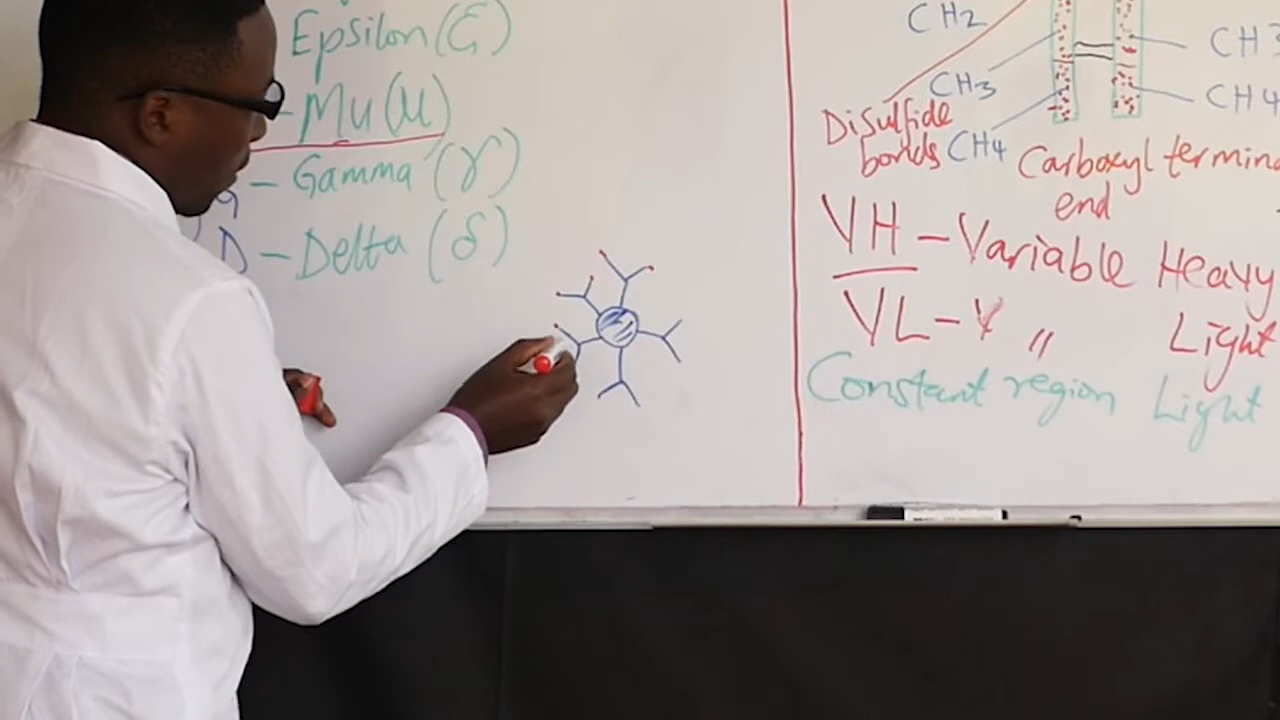 Epsilon (ε)
- Mu (μ)
g - Gamma (γ)
D - Delta (δ)
CH2
CH3
CH4
CH3
CH4
Disulfide
bonds
Carboxyl termina
end
VH - Variable Heavy
VL - V " Light
Constant region Light